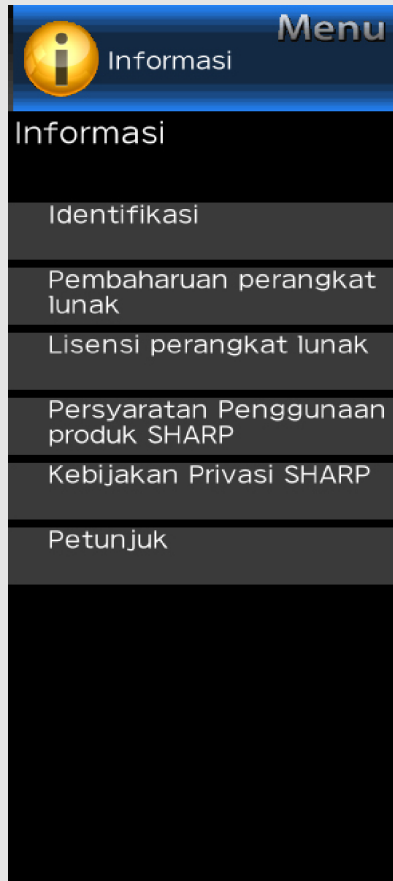 Menu
Informasi
Informasi
Identifikasi
Pembaharuan perangkat
lunak
Lisensi perangkat lunak
Persyaratan Penggunaan
produk SHARP
Kebijakan Privasi SHARP
Petunjuk